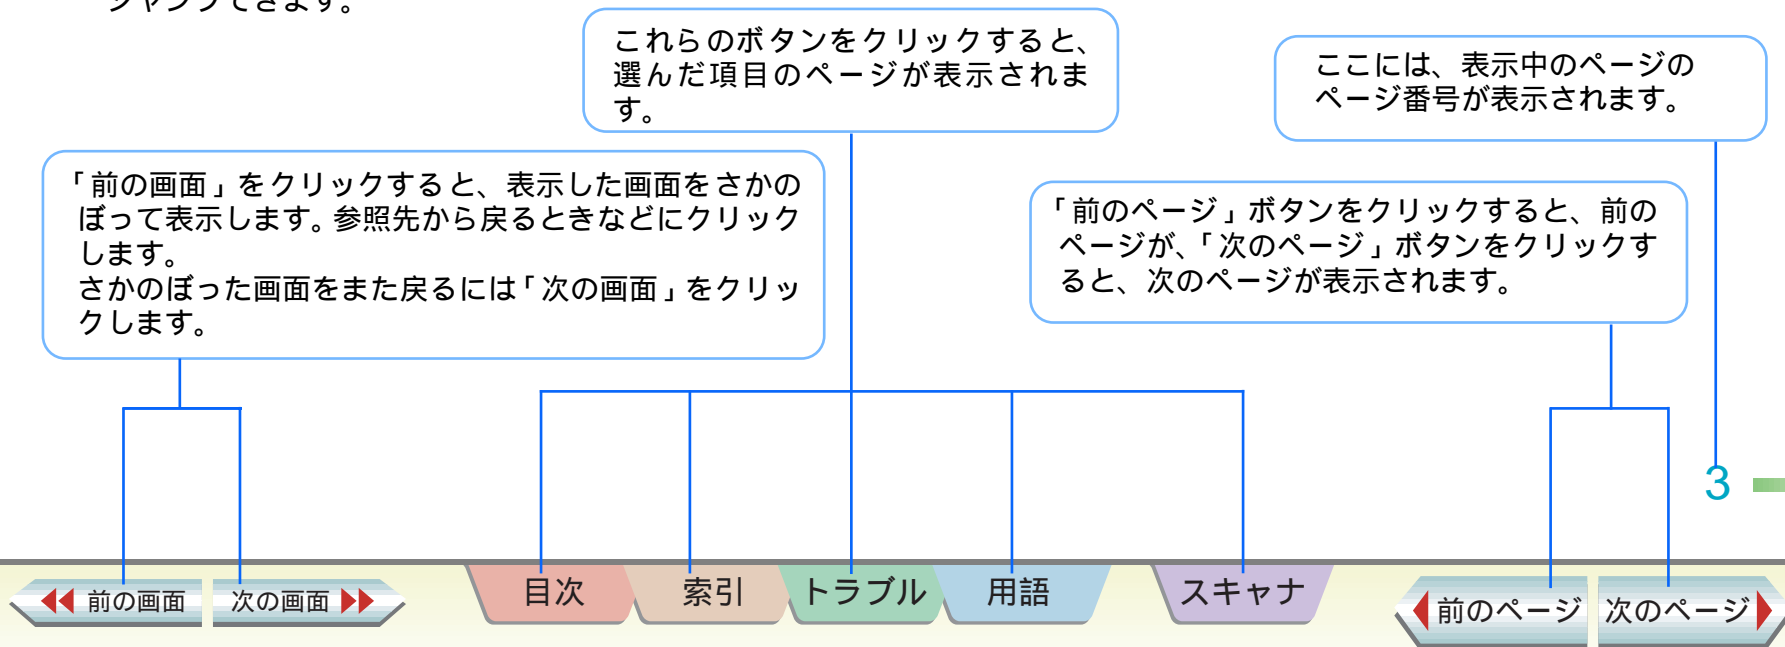 これらのボタンをクリックすると、
選んだ項目のページが表示されま
す。
ここには、表示中のページの
ページ番号が表示されます。
「前の画面」をクリックすると、表示した画面をさかの
ぼって表示します。参照先から戻るときなどにクリック
します。
さかのぼった画面をまた戻るには「次の画面」をクリッ
クします。
「前のページ」ボタンをクリックすると、前の
ページが、「次のページ」ボタンをクリックす
ると、次のページが表示されます。
3
前の画面
次の画面
目次
索引
トラブル
用語
スキャナ
前のページ
次のページ